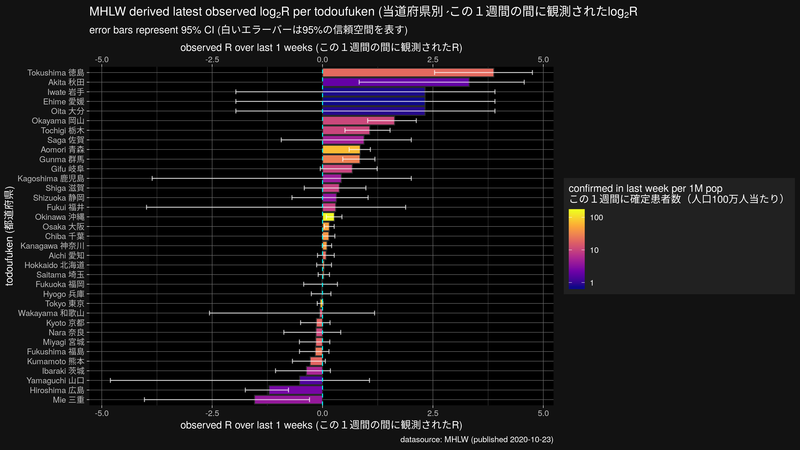 MHLW derived latest observed log₂R per todoufuken (当道府県別 -この１週間の間に観測されたlog₂R
error bars represent 95% CI (白いエラーバーは95%の信頼空間を表す)
observed R over last 1 weeks (この１週間の間に観測されたR)
-5.0 -2.5 0.0 2.5 5.0
todoufuken (都道府県)
Tokushima 徳島
Akita 秋田
Iwate 岩手
Ehime 愛媛
Oita 大分
Okayama 岡山
Tochigi 栃木
Saga 佐賀
Aomori 青森
Gunma 群馬
Gifu 岐阜
Kagoshima 鹿児島
Shiga 滋賀
Shizuoka 静岡
Fukui 福井
Okinawa 沖縄
Osaka 大阪
Chiba 千葉
Kanagawa 神奈川
Aichi 愛知
Hokkaido 北海道
Saitama 埼玉
Fukuoka 福岡
Hyogo 兵庫
Tokyo 東京
Wakayama 和歌山
Kyoto 京都
Nara 奈良
Miyagi 宮城
Fukushima 福島
Kumamoto 熊本
Ibaraki 茨城
Yamaguchi 山口
Hiroshima 広島
Mie 三重
-5.0 -2.5 0.0 2.5 5.0
observed R over last 1 weeks (この１週間の間に観測されたR)
confirmed in last week per 1M pop
この１週間に確定患者数（人口100万人当たり）
100
10
1
datasource: MHLW (published 2020-10-23)